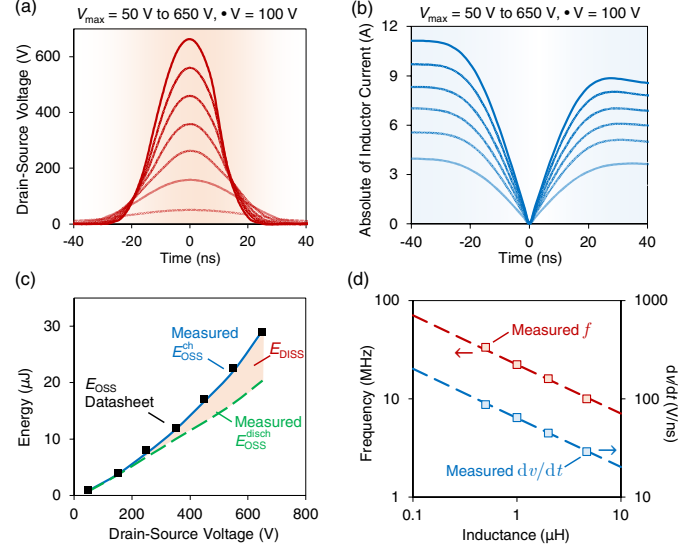 (a)
V_max = 50 V to 650 V, • V = 100 V
Drain-Source Voltage (V)
600
400
200
0
-40
-20
0
20
40
Time (ns)
(b)
V_max = 50 V to 650 V, • V = 100 V
Absolute of Inductor Current (A)
12
9
6
3
0
-40
-20
0
20
40
Time (ns)
(c)
Energy (µJ)
30
20
10
0
Measured
E_OSS^ch
E_DISS
E_OSS
Datasheet
Measured
E_OSS^disch
0
200
400
600
800
Drain-Source Voltage (V)
(d)
Frequency (MHz)
100
10
1
Measured f
Measured dv/dt
1000
100
10
dv/dt (V/ns)
0.1
1
10
Inductance (µH)